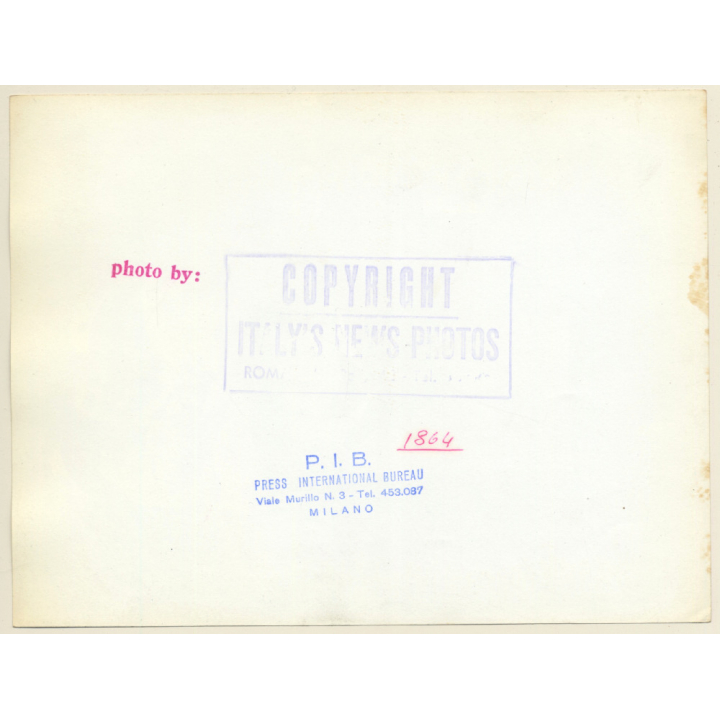 photo by:
COPYRIGHT
ITALY'S NEWS-PHOTOS
1864
P. I. B.
PRESS INTERNATIONAL BUREAU
Viale Murillo N. 3 - Tel. 453.087
MILANO